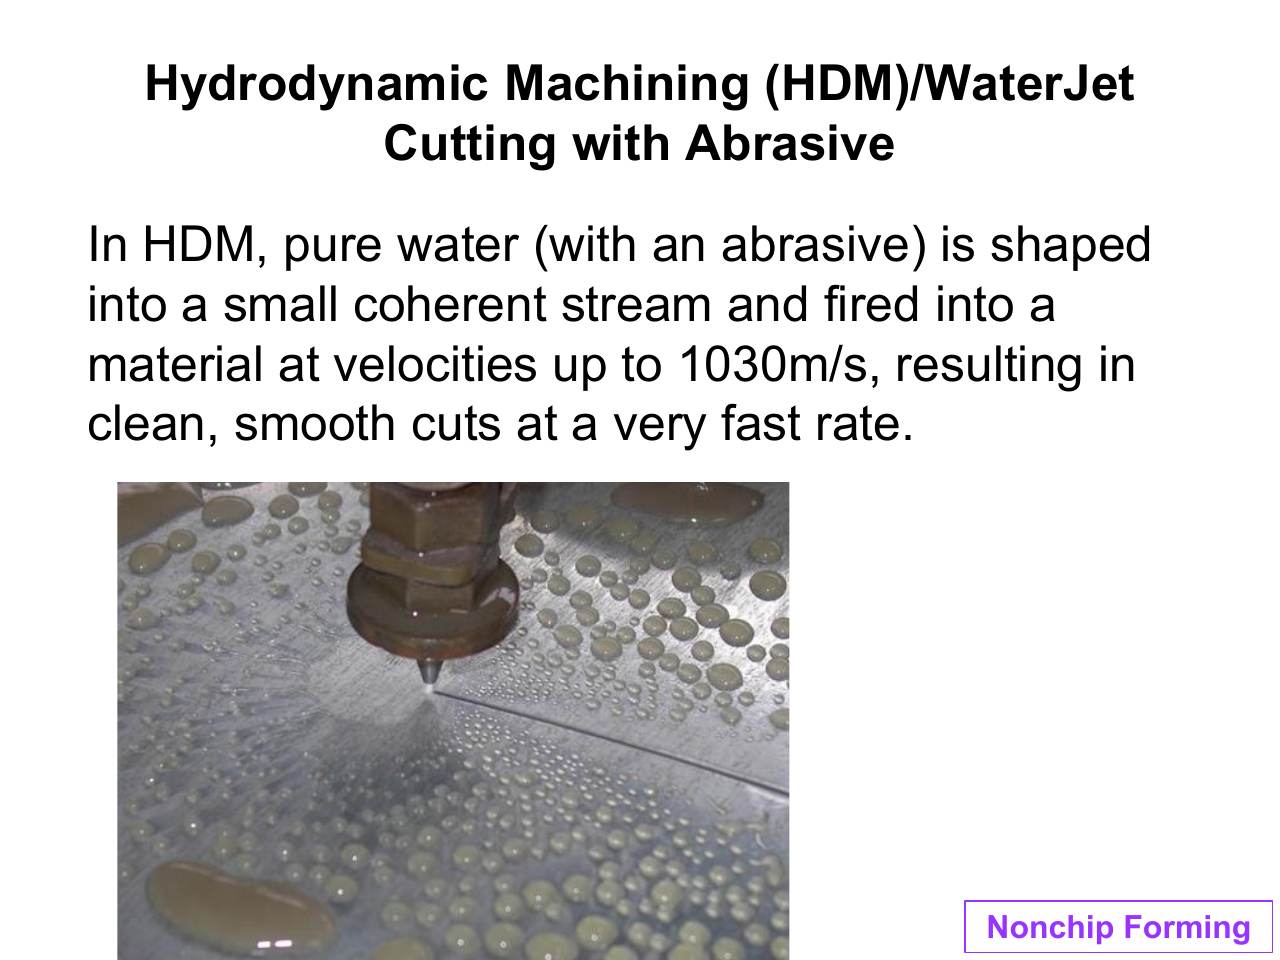 Hydrodynamic Machining (HDM)/WaterJet
Cutting with Abrasive
In HDM, pure water (with an abrasive) is shaped
into a small coherent stream and fired into a
material at velocities up to 1030m/s, resulting in
clean, smooth cuts at a very fast rate.
Nonchip Forming